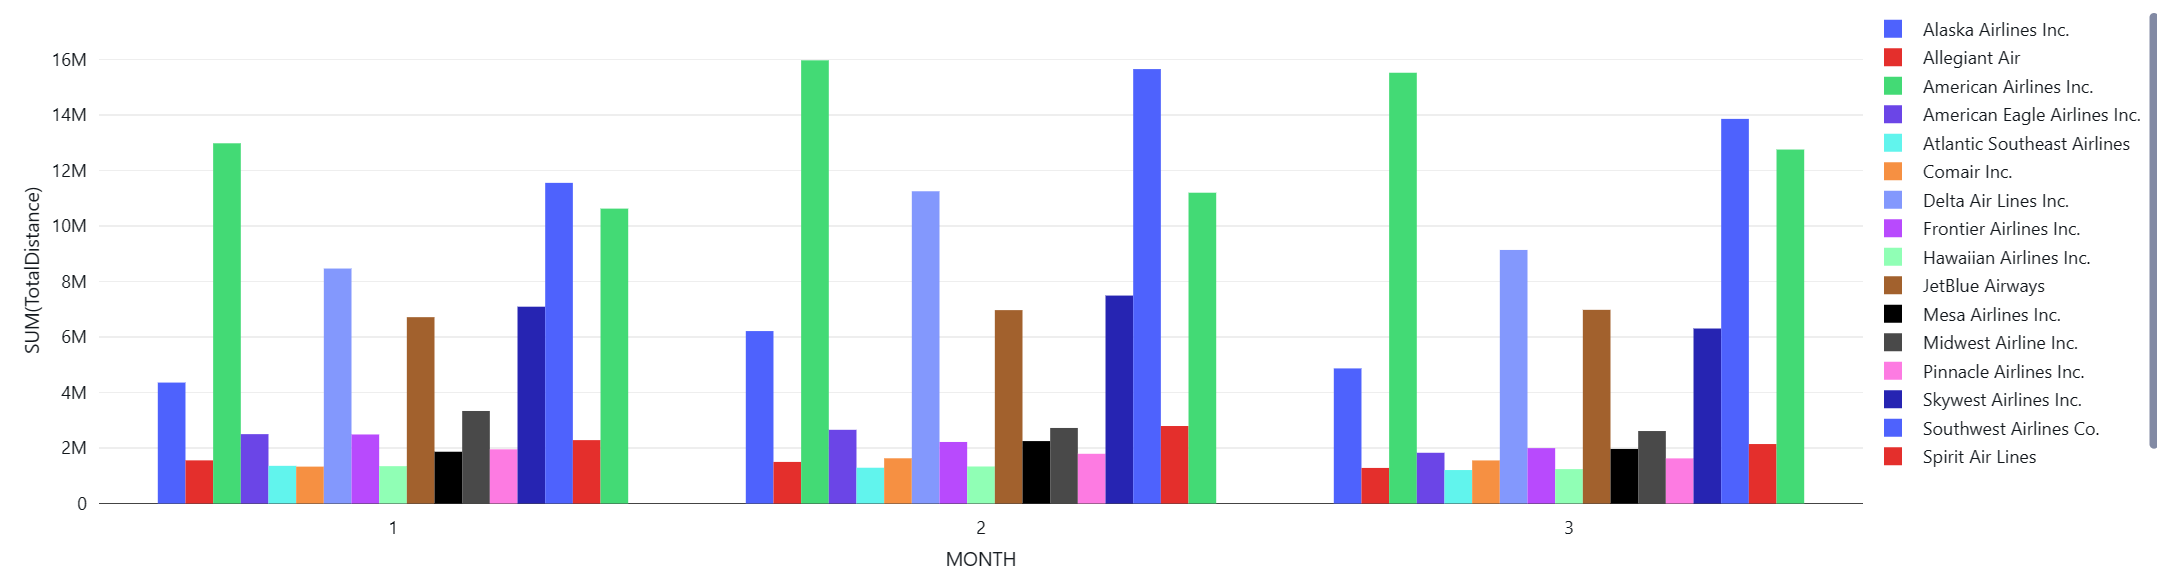 SUM(TotalDistance)
16M
14M
12M
10M
8M
6M
4M
2M
0
1
2
3
MONTH
Alaska Airlines Inc.
Allegiant Air
American Airlines Inc.
American Eagle Airlines Inc.
Atlantic Southeast Airlines
Comair Inc.
Delta Air Lines Inc.
Frontier Airlines Inc.
Hawaiian Airlines Inc.
JetBlue Airways
Mesa Airlines Inc.
Midwest Airline Inc.
Pinnacle Airlines Inc.
Skywest Airlines Inc.
Southwest Airlines Co.
Spirit Air Lines